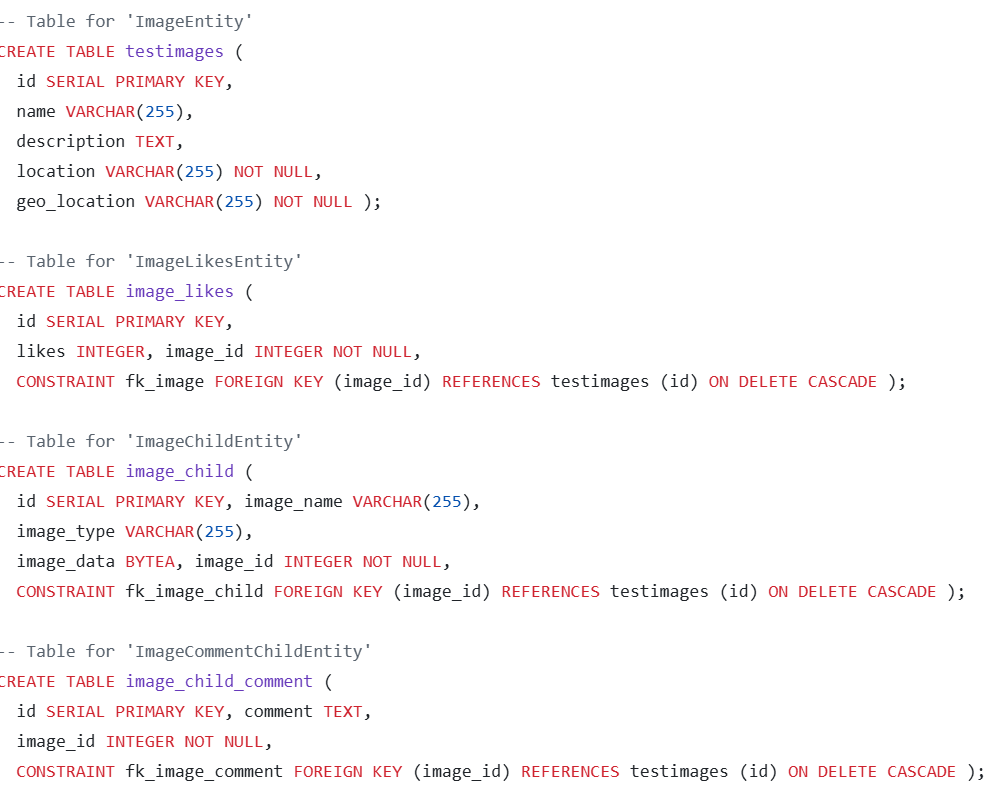 -- Table for 'ImageEntity'
CREATE TABLE testimages (
id SERIAL PRIMARY KEY,
name VARCHAR(255),
description TEXT,
location VARCHAR(255) NOT NULL,
geo_location VARCHAR(255) NOT NULL );
-- Table for 'ImageLikesEntity'
CREATE TABLE image_likes (
id SERIAL PRIMARY KEY,
likes INTEGER, image_id INTEGER NOT NULL,
CONSTRAINT fk_image FOREIGN KEY (image_id) REFERENCES testimages (id) ON DELETE CASCADE );
-- Table for 'ImageChildEntity'
CREATE TABLE image_child (
id SERIAL PRIMARY KEY, image_name VARCHAR(255),
image_type VARCHAR(255),
image_data BYTEA, image_id INTEGER NOT NULL,
CONSTRAINT fk_image_child FOREIGN KEY (image_id) REFERENCES testimages (id) ON DELETE CASCADE );
-- Table for 'ImageCommentChildEntity'
CREATE TABLE image_child_comment (
id SERIAL PRIMARY KEY, comment TEXT,
image_id INTEGER NOT NULL,
CONSTRAINT fk_image_comment FOREIGN KEY (image_id) REFERENCES testimages (id) ON DELETE CASCADE );